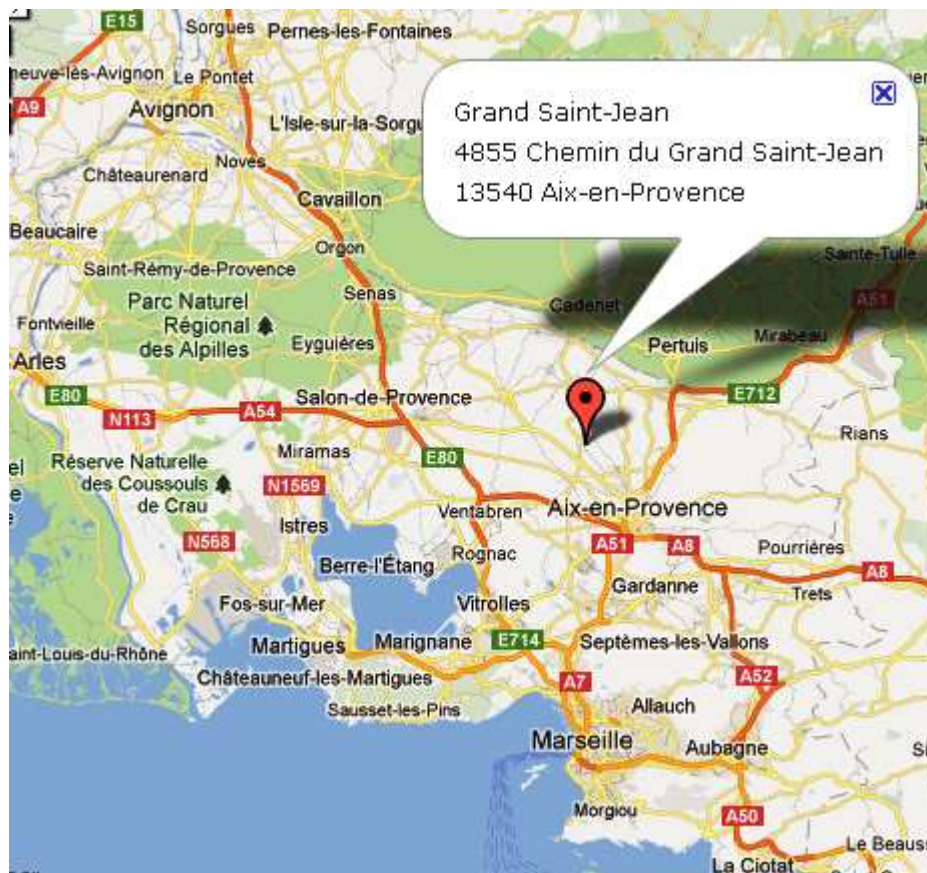 E15
Sorgues
Pernes-les-Fontaines
neuve-lès-Avignon
Le Pontet
A9
Avignon
L'Isle-sur-la-Sorgu
Grand Saint-Jean
4855 Chemin du Grand Saint-Jean
13540 Aix-en-Provence
Noves
Châteaurenard
Cavaillon
Beaucaire
Orgon
Sainte-Tulle
Saint-Rémy-de-Provence
Senas
Cadenet
A51
Parc Naturel
Régional
des Alpilles
Fontvieille
Eyguières
Pertuis
Mirabeau
Arles
E80
N113
A54
Salon-de-Provence
E712
Rians
Miramas
E80
Réserve Naturelle
des Coussouls
de Crau
N1569
Istres
Ventabren
Aix-en-Provence
N568
Berre-l'Étang
Rognac
A51
A8
Pourrières
A8
Gardanne
Trets
Fos-sur-Mer
Vitrolles
Martigues
Marignane
E714
Septèmes-les-Vallons
aint-Louis-du-Rhône
Châteauneuf-les-Martigues
A7
A52
Sausset-les-Pins
Allauch
Marseille
Aubagne
Morgiou
A50
Le Beauss
La Ciotat